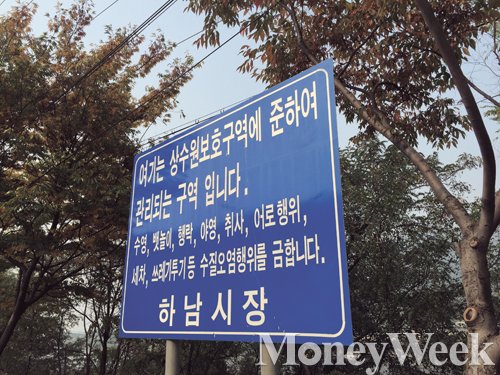 여기는 상수원보호구역에 준하여
관리되는 구역 입니다.
수영, 뱃놀이, 행락, 야영, 취사, 어로행위,
세차, 쓰레기투기등 수질오염행위를 금합니다.
하남시장
MoneyWeek